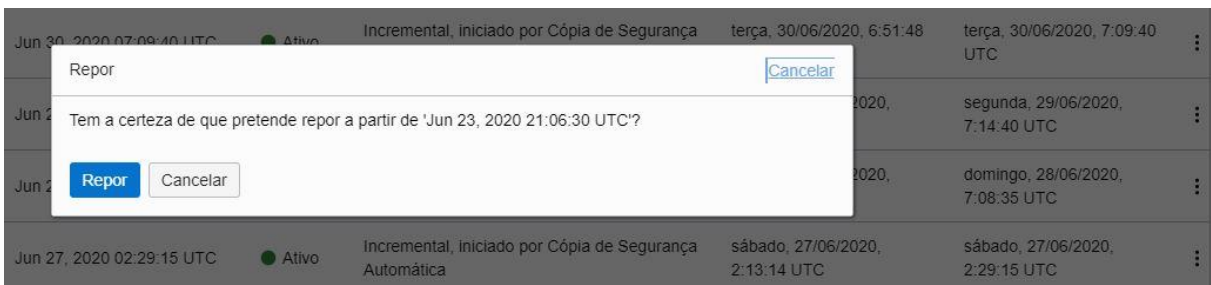 Jun 30, 2020 07:09:40 UTC
Ativo
Incremental, iniciado por Cópia de Segurança
terça, 30/06/2020, 6:51:48
terça, 30/06/2020, 7:09:40
UTC
Repor
Cancelar
Tem a certeza de que pretende repor a partir de 'Jun 23, 2020 21:06:30 UTC'?
Repor
Cancelar
Jun 2
2020,
segunda, 29/06/2020,
7:14:40 UTC
Jun 2
2020,
domingo, 28/06/2020,
7:08:35 UTC
Jun 27, 2020 02:29:15 UTC
Ativo
Incremental, iniciado por Cópia de Segurança
Automática
sábado, 27/06/2020,
2:13:14 UTC
sábado, 27/06/2020,
2:29:15 UTC